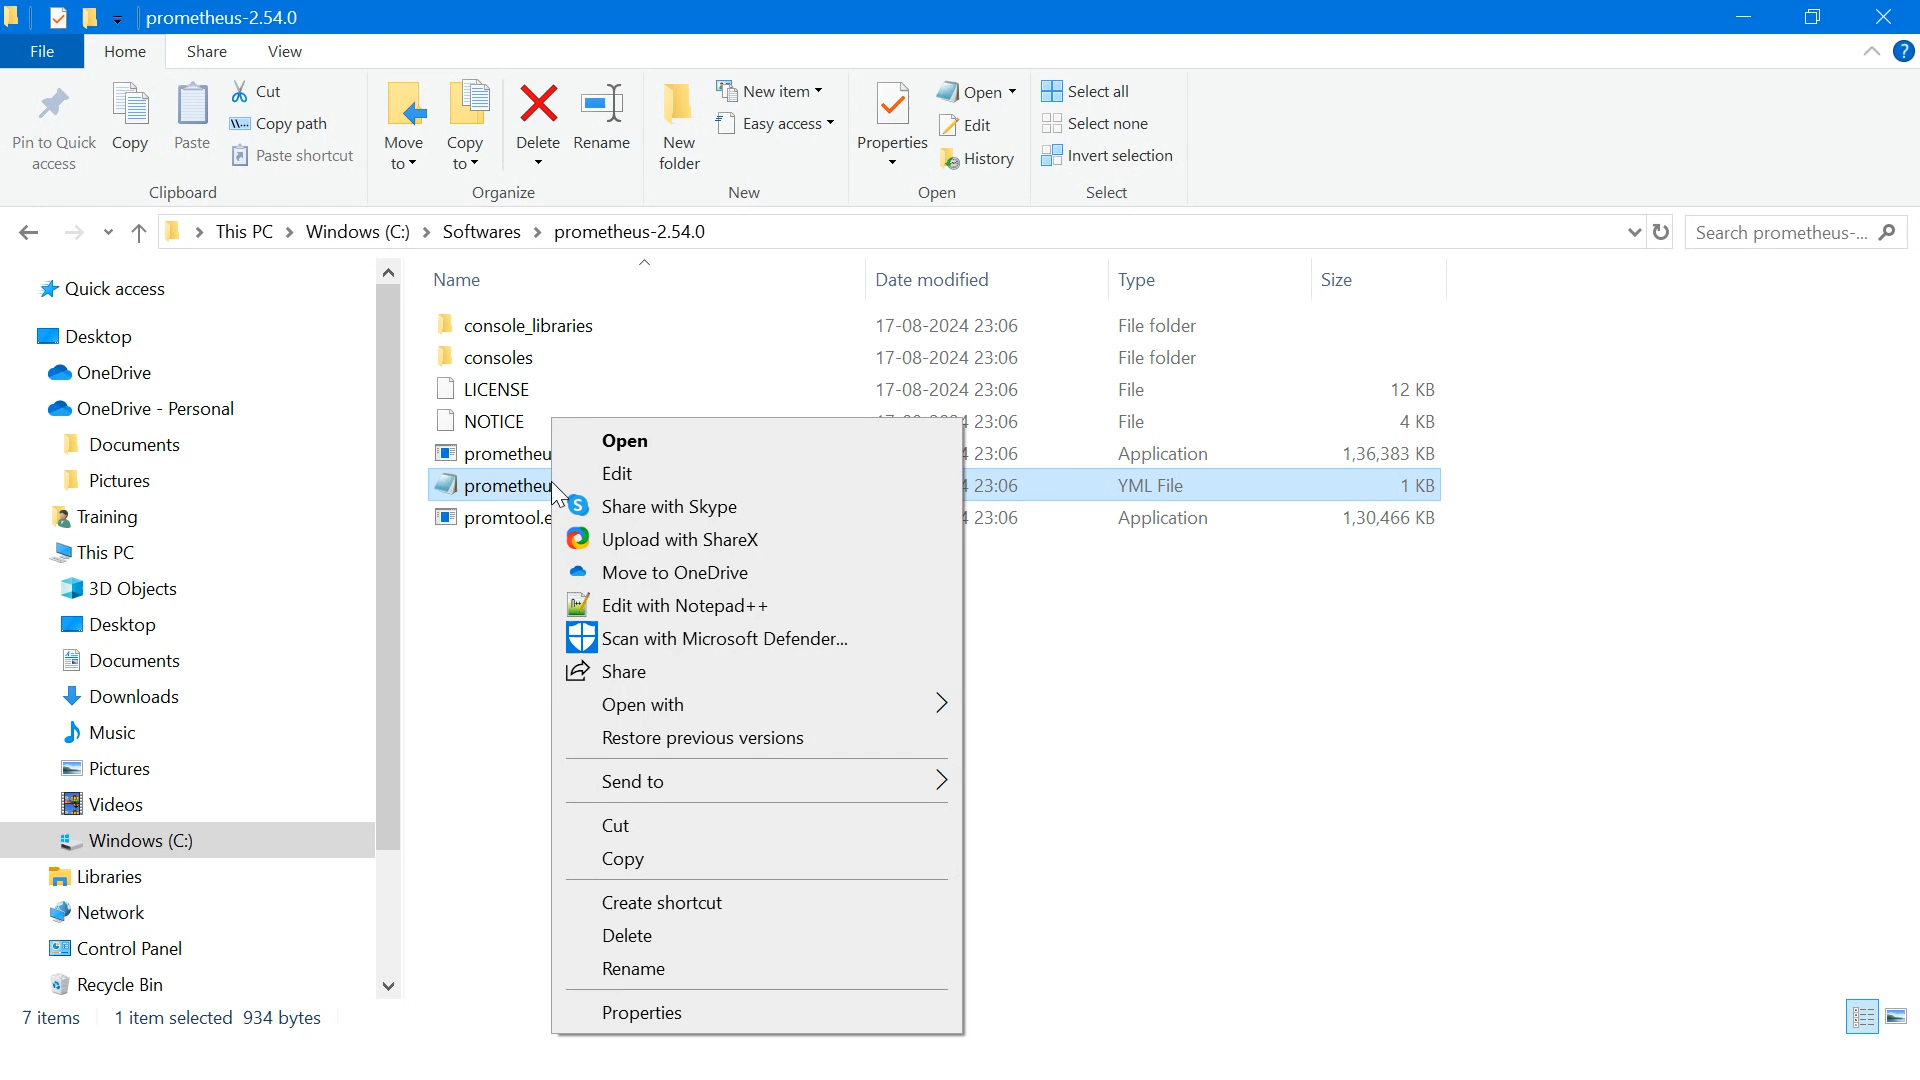 prometheus-2.54.0
File Home Share View
Pin to Quick access
Copy
Paste
Cut
Copy path
Paste shortcut
Clipboard
Move to
Copy to
Delete
Rename
Organize
New folder
New item
Easy access
New
Properties
Open
Edit
History
Open
Select all
Select none
Invert selection
Select
This PC > Windows (C:) > Softwares > prometheus-2.54.0
Search prometheus-...
Quick access
Desktop
OneDrive
OneDrive - Personal
Documents
Pictures
Training
This PC
3D Objects
Desktop
Documents
Downloads
Music
Pictures
Videos
Windows (C:)
Libraries
Network
Control Panel
Recycle Bin
Name Date modified Type Size
console_libraries 17-08-2024 23:06 File folder
consoles 17-08-2024 23:06 File folder
LICENSE 17-08-2024 23:06 File 12 KB
NOTICE 23:06 File 4 KB
prometheu 4 23:06 Application 1,36,383 KB
prometheu 4 23:06 YML File 1 KB
promtool.e 4 23:06 Application 1,30,466 KB
Open
Edit
Share with Skype
Upload with ShareX
Move to OneDrive
Edit with Notepad++
Scan with Microsoft Defender...
Share
Open with
Restore previous versions
Send to
Cut
Copy
Create shortcut
Delete
Rename
Properties
7 items 1 item selected 934 bytes